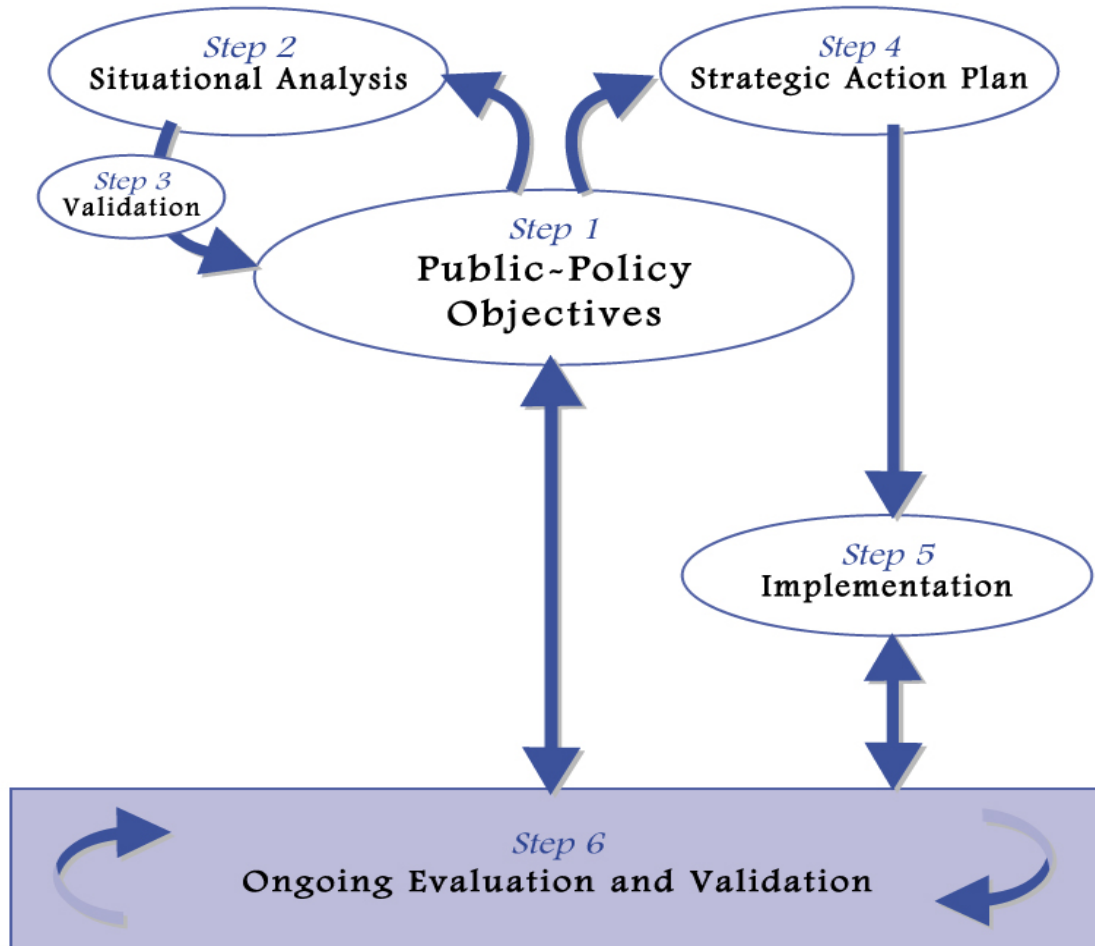 Step 2
Situational Analysis
Step 4
Strategic Action Plan
Step 3
Validation
Step 1
Public~Policy
Objectives
Step 5
Implementation
Step 6
Ongoing Evaluation and Validation